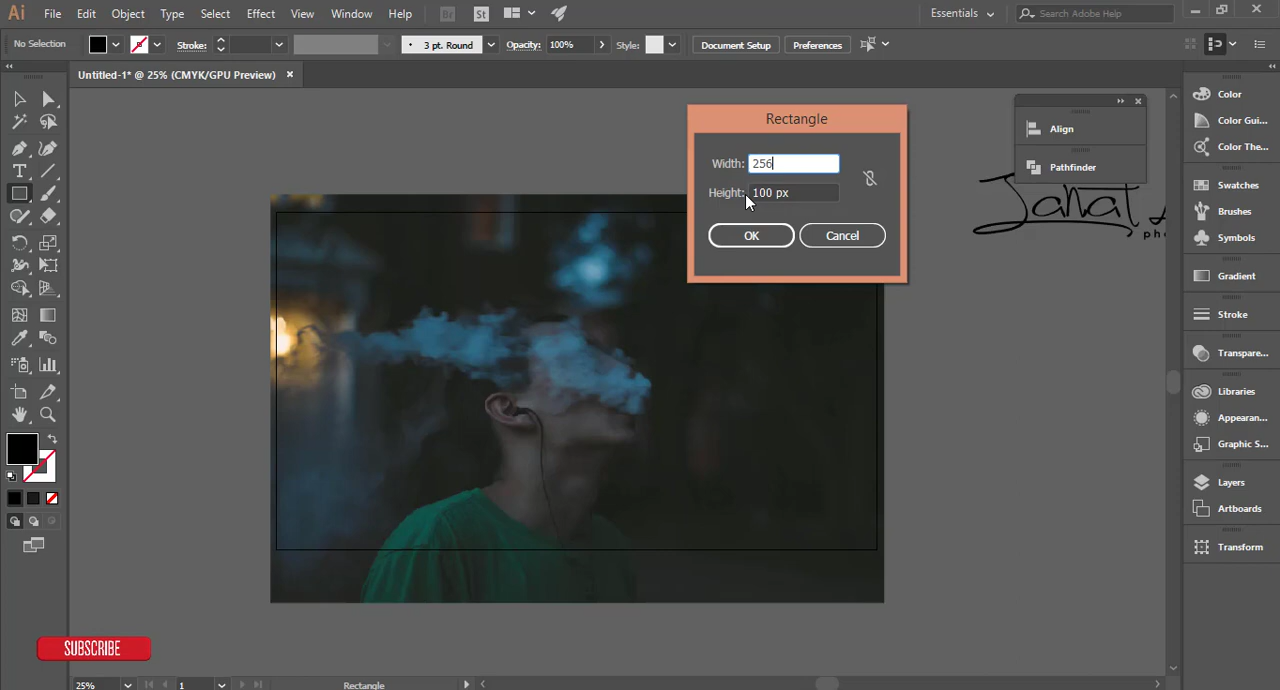 Ai File Edit Object Type Select Effect View Window Help Br St Essentials Search Adobe Help
No Selection Stroke: 3 pt. Round Opacity: 100% Style: Document Setup Preferences
Untitled-1* @ 25% (CMYK/GPU Preview)
Rectangle
Width: 256
Height: 100 px
OK Cancel
Align
Pathfinder
Color
Color Gui...
Color The...
Swatches
Brushes
Symbols
Gradient
Stroke
Transpare...
Libraries
Appearan...
Graphic S...
Layers
Artboards
Transform
SUBSCRIBE
25% 1 Rectangle